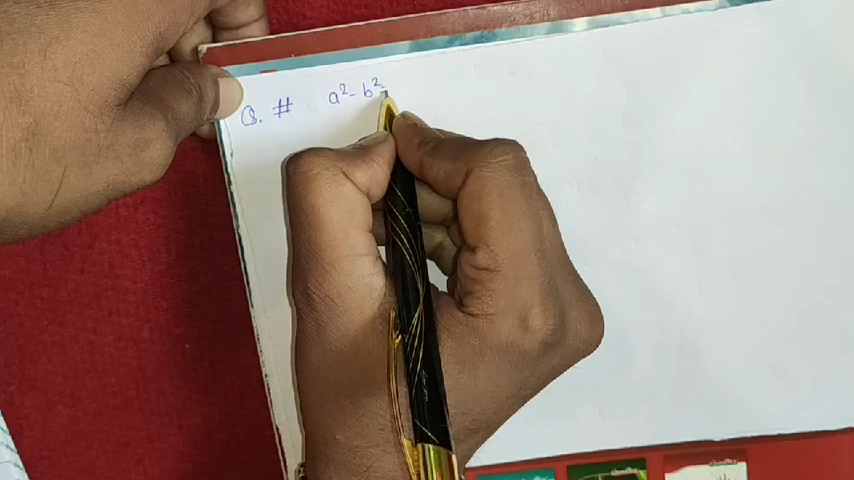 Q. # a²- b²=